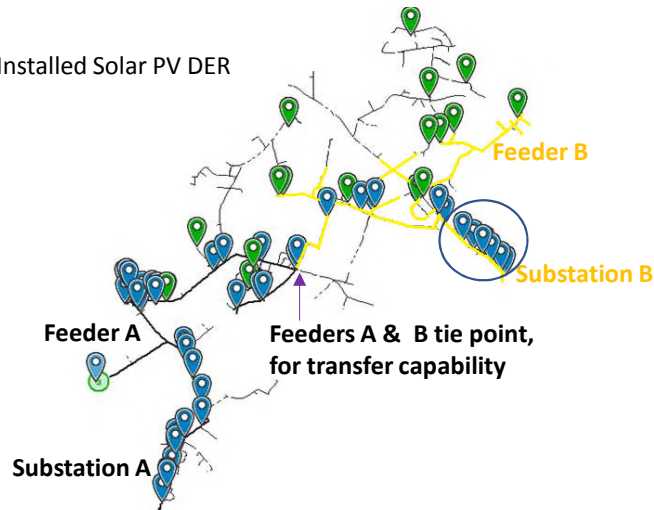 Installed Solar PV DER
Feeder B
Substation B
Feeder A
Feeders A & B tie point,
for transfer capability
Substation A